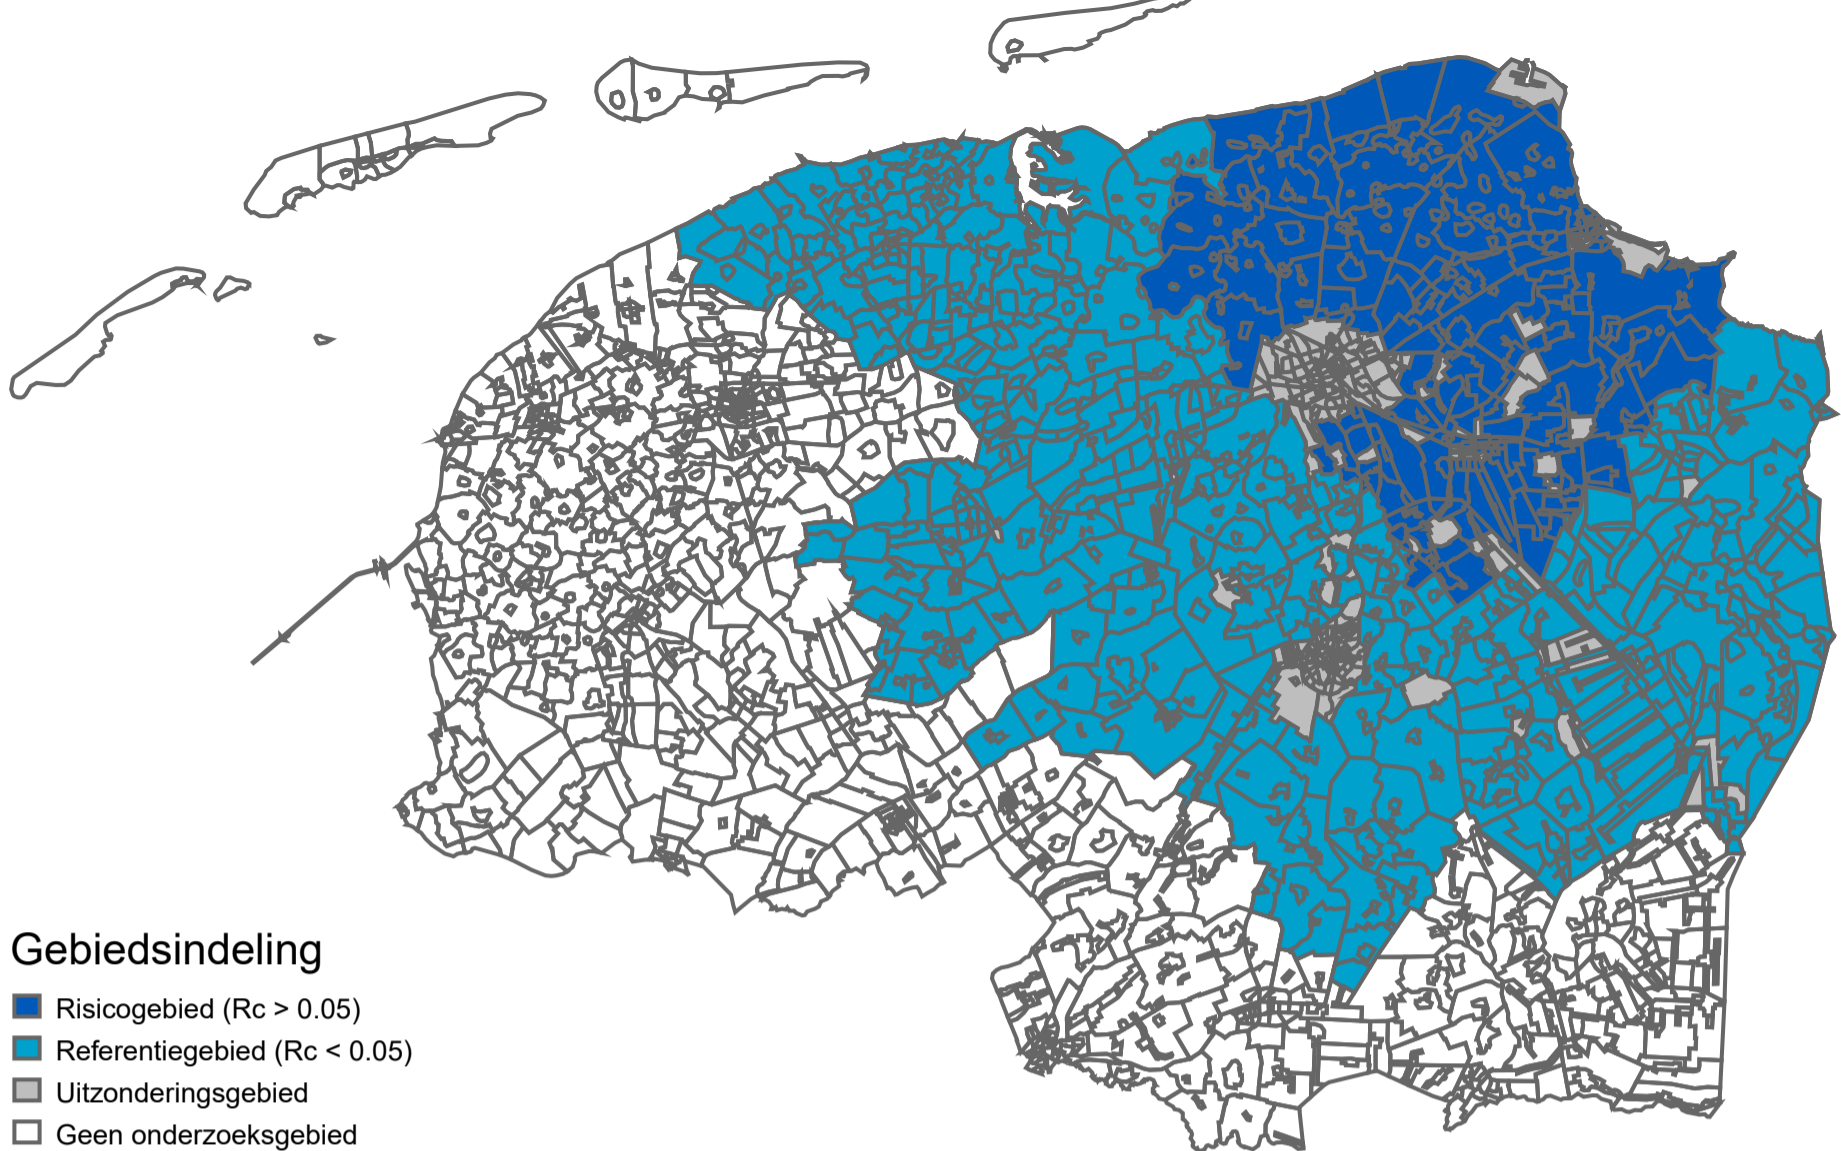 Gebiedsindeling
Risicogebied (Rc > 0.05)
Referentiegebied (Rc < 0.05)
Uitzonderingsgebied
Geen onderzoeksgebied